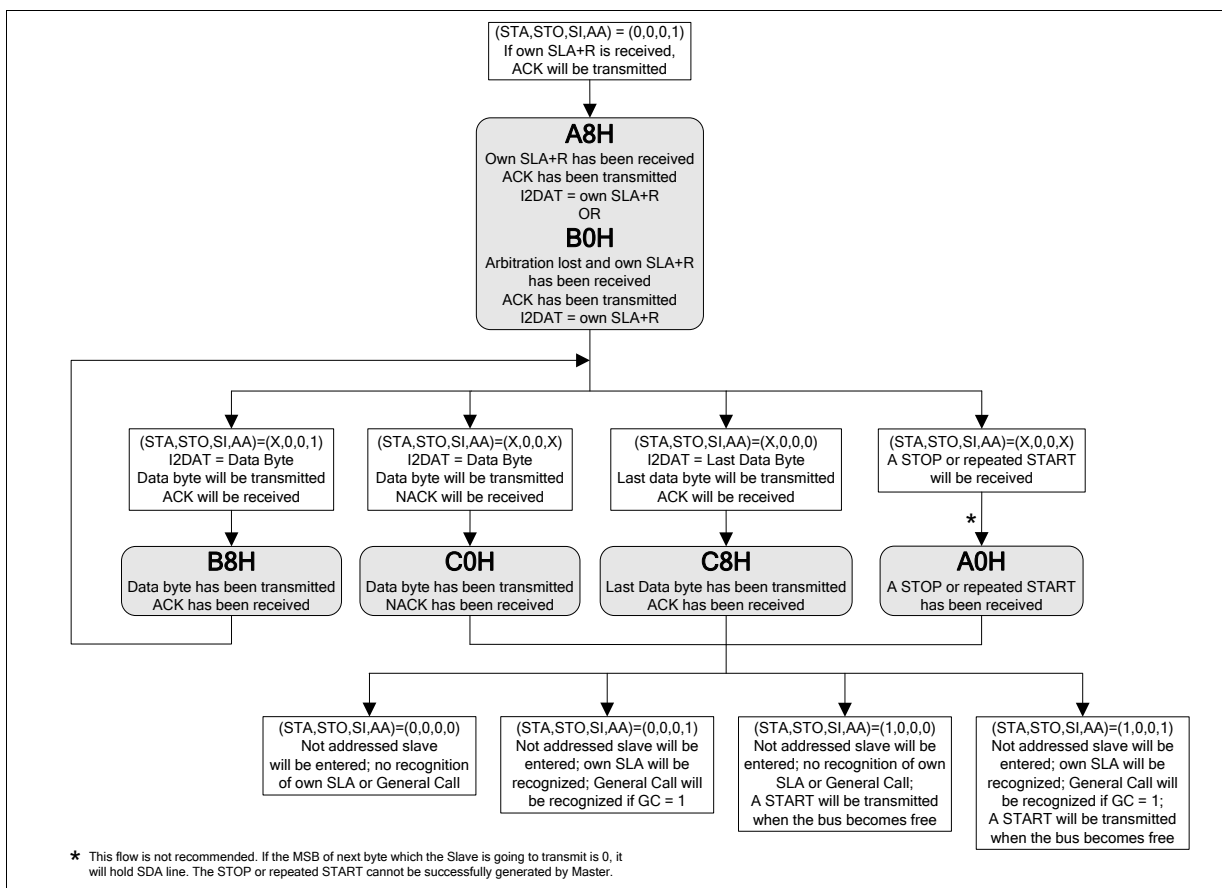 (STA,STO,SI,AA) = (0,0,0,1)
If own SLA+R is received,
ACK will be transmitted
A8H
Own SLA+R has been received
ACK has been transmitted
I2DAT = own SLA+R
OR
B0H
Arbitration lost and own SLA+R
has been received
ACK has been transmitted
I2DAT = own SLA+R
(STA,STO,SI,AA)=(X,0,0,1)
I2DAT = Data Byte
Data byte will be transmitted
ACK will be received
(STA,STO,SI,AA)=(X,0,0,X)
I2DAT = Data Byte
Data byte will be transmitted
NACK will be received
(STA,STO,SI,AA)=(X,0,0,0)
I2DAT = Last Data Byte
Last data byte will be transmitted
ACK will be received
(STA,STO,SI,AA)=(X,0,0,X)
A STOP or repeated START
will be received
*
B8H
Data byte has been transmitted
ACK has been received
C0H
Data byte has been transmitted
NACK has been received
C8H
Last Data byte has been transmitted
ACK has been received
A0H
A STOP or repeated START
has been received
(STA,STO,SI,AA)=(0,0,0,0)
Not addressed slave
will be entered; no recognition
of own SLA or General Call
(STA,STO,SI,AA)=(0,0,0,1)
Not addressed slave will be
entered; own SLA will be
recognized; General Call will
be recognized if GC = 1
(STA,STO,SI,AA)=(1,0,0,0)
Not addressed slave will be
entered; no recognition of own
SLA or General Call;
A START will be transmitted
when the bus becomes free
(STA,STO,SI,AA)=(1,0,0,1)
Not addressed slave will be
entered; own SLA will be
recognized; General Call will
be recognized if GC = 1;
A START will be transmitted
when the bus becomes free
* This flow is not recommended. If the MSB of next byte which the Slave is going to transmit is 0, it
will hold SDA line. The STOP or repeated START cannot be successfully generated by Master.